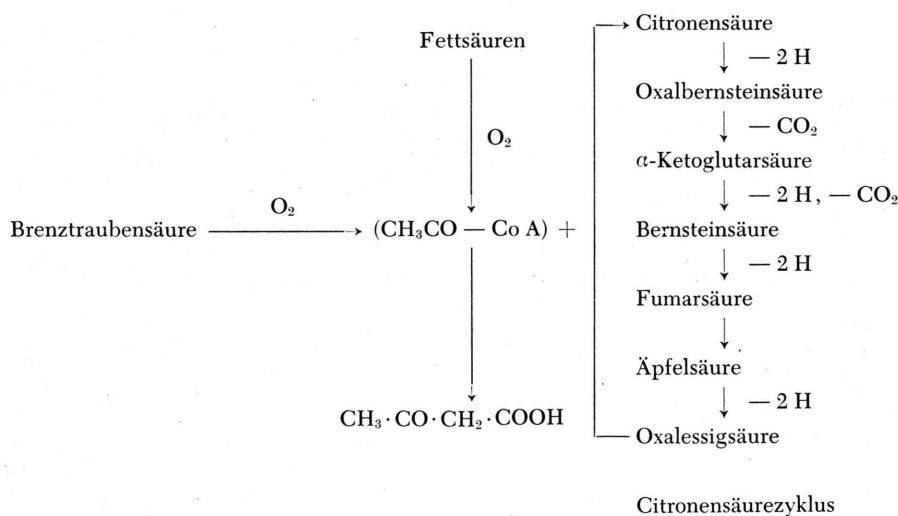 Fettsäuren
O₂
Brenztraubensäure
O₂
(CH₃CO — Co A) +
CH₃·CO·CH₂·COOH
Citronensäure
— 2 H
Oxalbernsteinsäure
— CO₂
α-Ketoglutarsäure
— 2 H, — CO₂
Bernsteinsäure
— 2 H
Fumarsäure
Äpfelsäure
— 2 H
Oxalessigsäure
Citronensäurezyklus